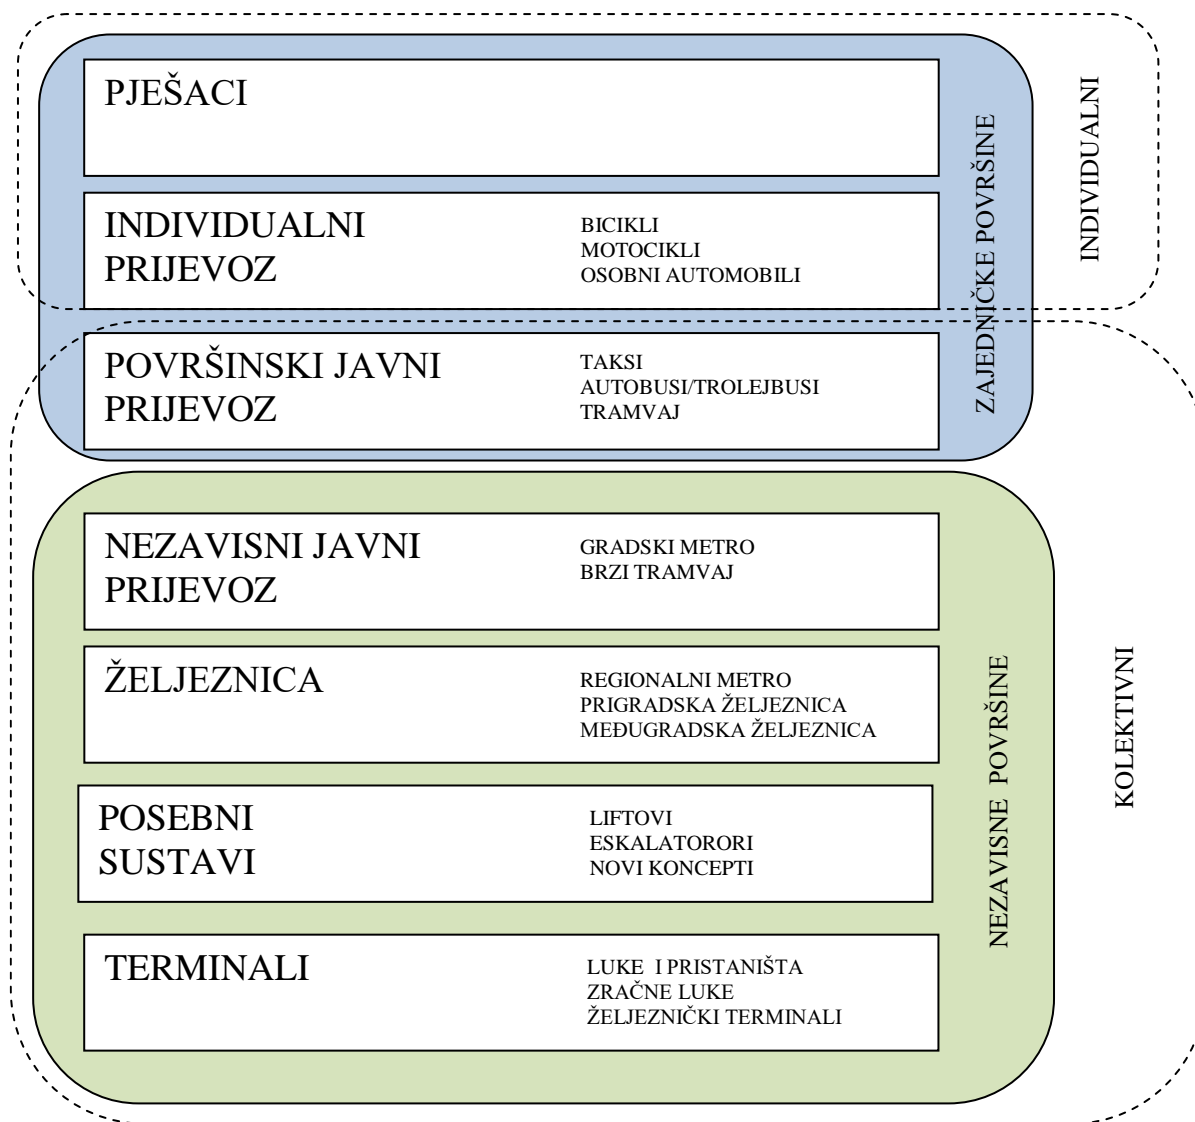 PJEŠACI
INDIVIDUALNI
PRIJEVOZ
BICIKLI
MOTOCIKLI
OSOBNI AUTOMOBILI
POVRŠINSKI JAVNI
PRIJEVOZ
TAKSI
AUTOBUSI/TROLEJBUSI
TRAMVAJ
ZAJEDNIČKE POVRŠINE
INDIVIDUALNI
NEZAVISNI JAVNI
PRIJEVOZ
GRADSKI METRO
BRZI TRAMVAJ
ŽELJEZNICA
REGIONALNI METRO
PRIGRADSKA ŽELJEZNICA
MEĐUGRADSKA ŽELJEZNICA
POSEBNI
SUSTAVI
LIFTOVI
ESKALATORORI
NOVI KONCEPTI
TERMINALI
LUKE I PRISTANIŠTA
ZRAČNE LUKE
ŽELJEZNIČKI TERMINALI
NEZAVISNE POVRŠINE
KOLEKTIVNI